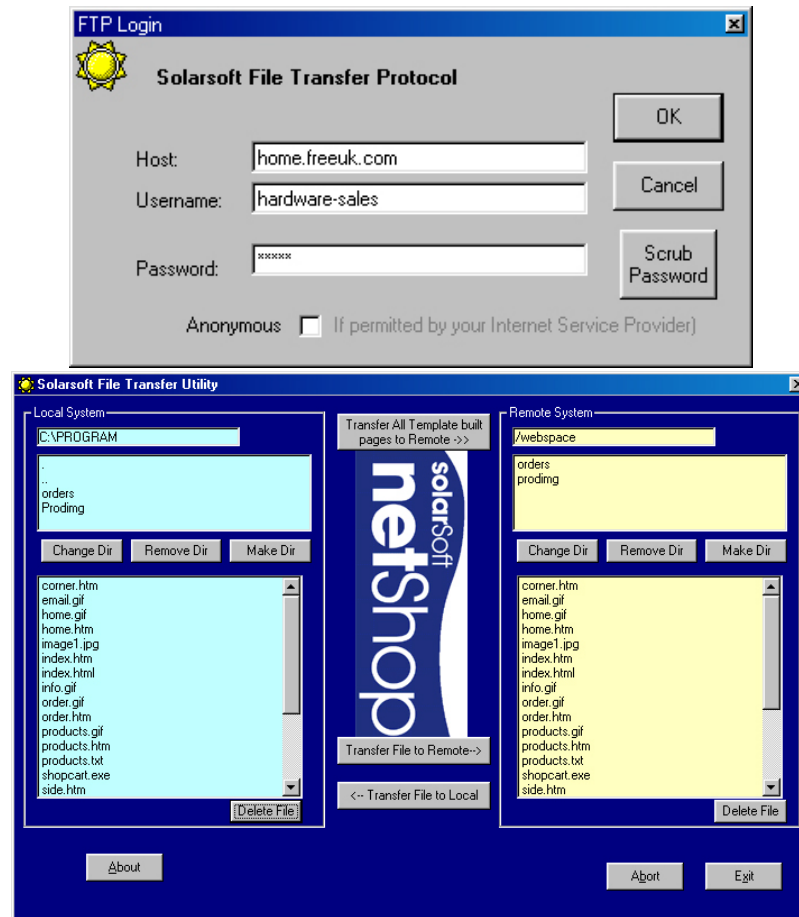 FTP Login
Solarsoft File Transfer Protocol
OK
Host:
home.freeuk.com
Cancel
Username:
hardware-sales
Scrub
Password
Password:
xxxxx
Anonymous
If permitted by your Internet Service Provider)
Solarsoft File Transfer Utility
Local System
C:\PROGRAM
.
..
orders
Prodimg
Change Dir
Remove Dir
Make Dir
corner.htm
email.gif
home.gif
home.htm
image1.jpg
index.htm
index.html
info.gif
order.gif
order.htm
products.gif
products.htm
products.txt
shopcart.exe
side.htm
Delete File
Transfer All Template built
pages to Remote ->>
solarSoft
netShop
Transfer File to Remote-->
<-- Transfer File to Local
Remote System
/webspace
orders
prodimg
Change Dir
Remove Dir
Make Dir
corner.htm
email.gif
home.gif
home.htm
image1.jpg
index.htm
index.html
info.gif
order.gif
order.htm
products.gif
products.htm
products.txt
shopcart.exe
side.htm
Delete File
About
Abort
Exit